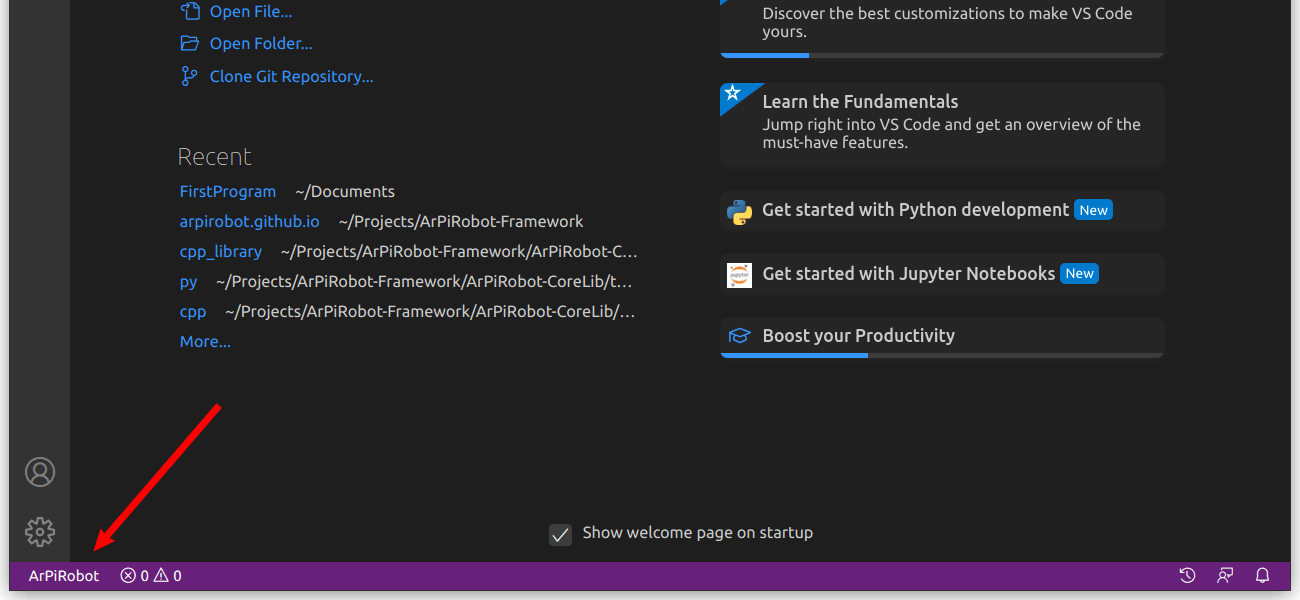 Open File...
Open Folder...
Clone Git Repository...
Recent
FirstProgram ~/Documents
arpirobot.github.io ~/Projects/ArPiRobot-Framework
cpp_library ~/Projects/ArPiRobot-Framework/ArPiRobot-C...
py ~/Projects/ArPiRobot-Framework/ArPiRobot-CoreLib/t...
cpp ~/Projects/ArPiRobot-Framework/ArPiRobot-CoreLib/...
More...
Discover the best customizations to make VS Code
yours.
Learn the Fundamentals
Jump right into VS Code and get an overview of the
must-have features.
Get started with Python development New
jupyter
Get started with Jupyter Notebooks New
Boost your Productivity
Show welcome page on startup
ArPiRobot 0 0